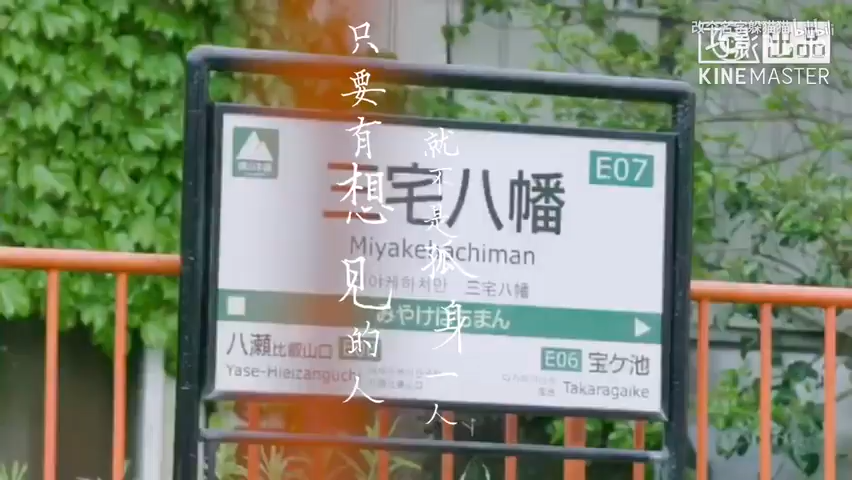 只要有想见的人
就不是孤身一人
KINEMASTER
三宅八幡
E07
Miyakehachiman
미야케하치만 三宅八幡
みやけはちまん
八瀬比叡山口
Yase-Hieizanguchi
E06 宝ケ池
Takaragaike